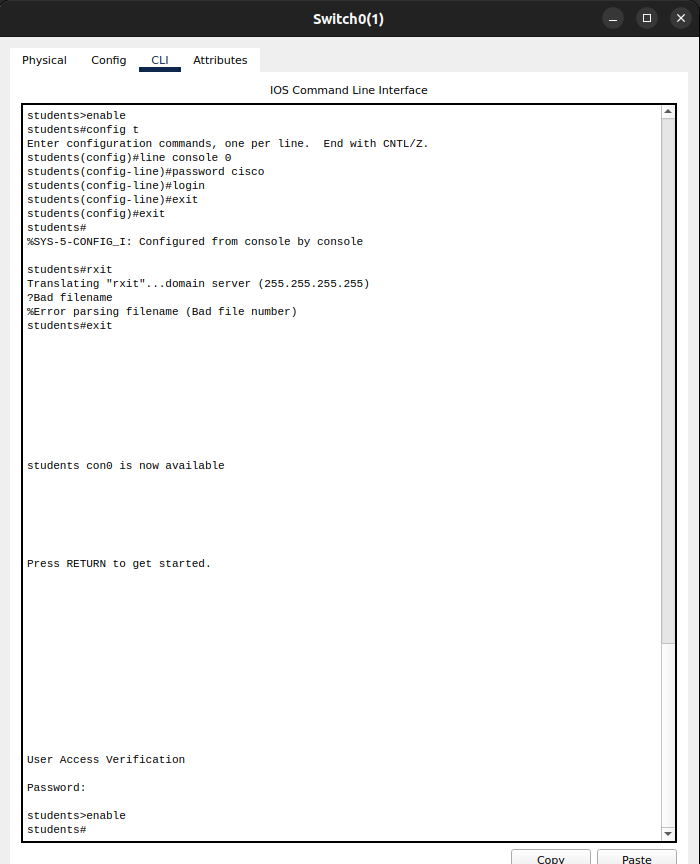 Switch0(1)
Physical Config CLI Attributes
IOS Command Line Interface
students>enable
students#config t
Enter configuration commands, one per line.  End with CNTL/Z.
students(config)#line console 0
students(config-line)#password cisco
students(config-line)#login
students(config-line)#exit
students(config)#exit
students#
%SYS-5-CONFIG_I: Configured from console by console
students#rxit
Translating "rxit"...domain server (255.255.255.255)
?Bad filename
%Error parsing filename (Bad file number)
students#exit
students con0 is now available
Press RETURN to get started.
User Access Verification
Password:
students>enable
students#
Copy Paste